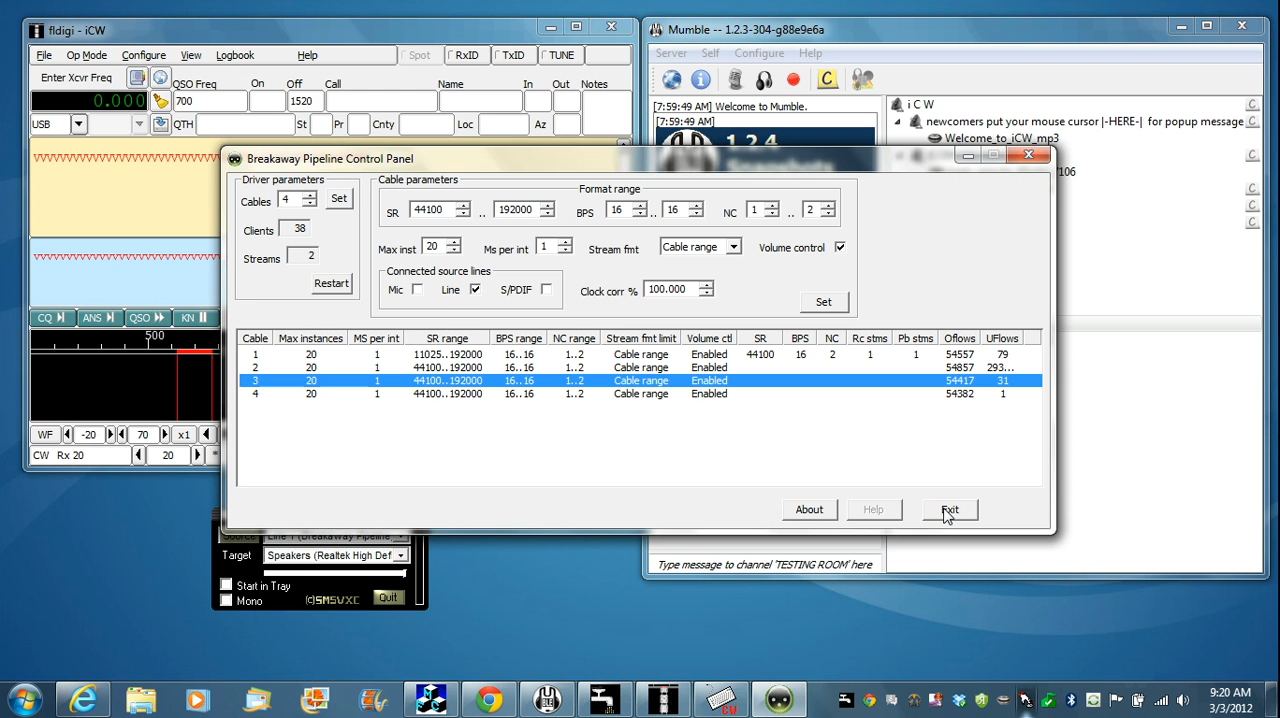 fldigi - iCW
File Op Mode Configure View Logbook Help Spot RxID TxID TUNE
Enter Xcvr Freq QSO Freq On Off Call Name In Out Notes
0.000 700 1520
USB QTH St Pr Cnty Loc Az
CQ ANS QSO KN
500
WF -20 70 x1
CW Rx 20 20
Mumble -- 1.2.3-304-g88e9e6a
Server Self Configure Help
[7:59:49 AM] Welcome to Mumble.
[7:59:49 AM]
1.2.4
i C W
newcomers put your mouse cursor |-HERE-| for popup message
Welcome_to_iCW_mp3
Type message to channel 'TESTING ROOM' here
Breakaway Pipeline Control Panel
Driver parameters
Cables 4 Set
Clients 38
Streams 2
Restart
Cable parameters
Format range
SR 44100 .. 192000 BPS 16 .. 16 NC 1 .. 2
Max inst 20 Ms per int 1 Stream fmt Cable range Volume control
Connected source lines
Mic Line S/PDIF Clock corr % 100.000
Set
Cable Max instances MS per int SR range BPS range NC range Stream fmt limit Volume ctl SR BPS NC Rc stms Pb stms Oflows UFlows
1 20 1 11025..192000 16..16 1..2 Cable range Enabled 44100 16 2 1 1 54557 79
2 20 1 44100..192000 16..16 1..2 Cable range Enabled 54857 293...
3 20 1 44100..192000 16..16 1..2 Cable range Enabled 54417 31
4 20 1 44100..192000 16..16 1..2 Cable range Enabled 54382 1
About Help Exit
Target Speakers (Realtek High Def
Start in Tray
Mono (c)SMSVXC Quit
CW
9:20 AM
3/3/2012